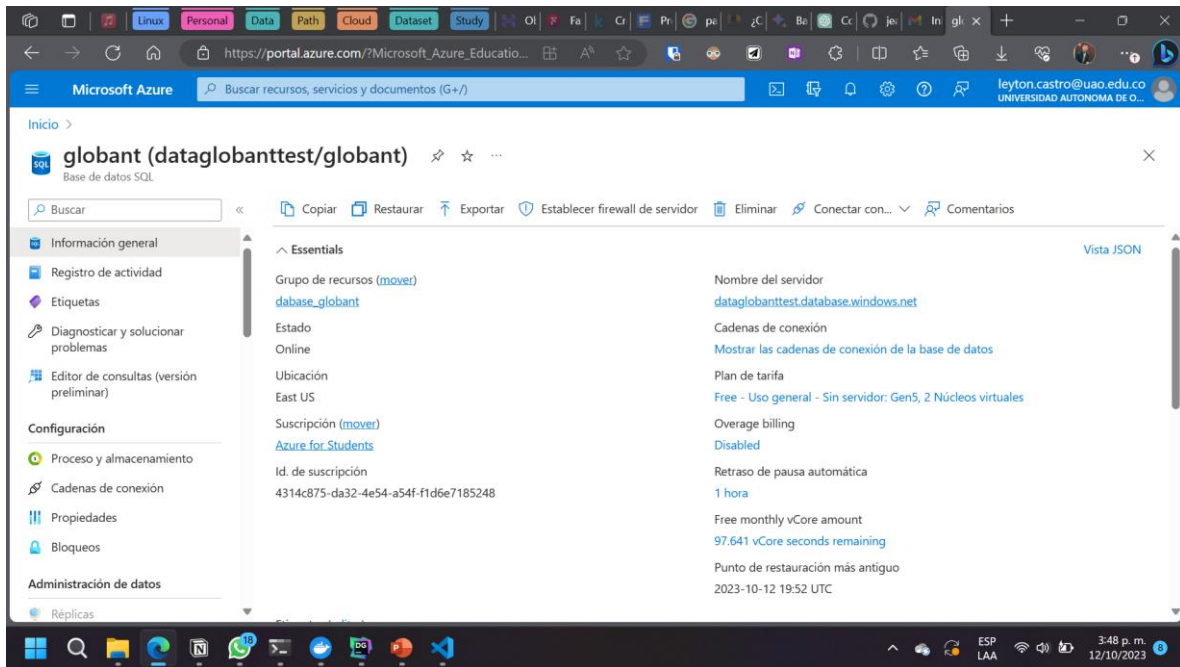 Linux Personal Data Path Cloud Dataset Study
https://portal.azure.com/?Microsoft_Azure_Educatio...
Microsoft Azure
Buscar recursos, servicios y documentos (G+/)
leyton.castro@uao.edu.co
UNIVERSIDAD AUTONOMA DE O...
Inicio >
globant (dataglobanttest/globant)
Base de datos SQL
Buscar
Copiar Restaurar Exportar Establecer firewall de servidor Eliminar Conectar con... Comentarios
Información general
Registro de actividad
Etiquetas
Diagnosticar y solucionar
problemas
Editor de consultas (versión
preliminar)
Configuración
Proceso y almacenamiento
Cadenas de conexión
Propiedades
Bloqueos
Administración de datos
Réplicas
Essentials
Vista JSON
Grupo de recursos (mover)
dabase_globant
Estado
Online
Ubicación
East US
Suscripción (mover)
Azure for Students
Id. de suscripción
4314c875-da32-4e54-a54f-f1d6e7185248
Nombre del servidor
dataglobanttest.database.windows.net
Cadenas de conexión
Mostrar las cadenas de conexión de la base de datos
Plan de tarifa
Free - Uso general - Sin servidor: Gen5, 2 Núcleos virtuales
Overage billing
Disabled
Retraso de pausa automática
1 hora
Free monthly vCore amount
97.641 vCore seconds remaining
Punto de restauración más antiguo
2023-10-12 19:52 UTC
18
ESP
LAA
3:48 p. m.
12/10/2023
8